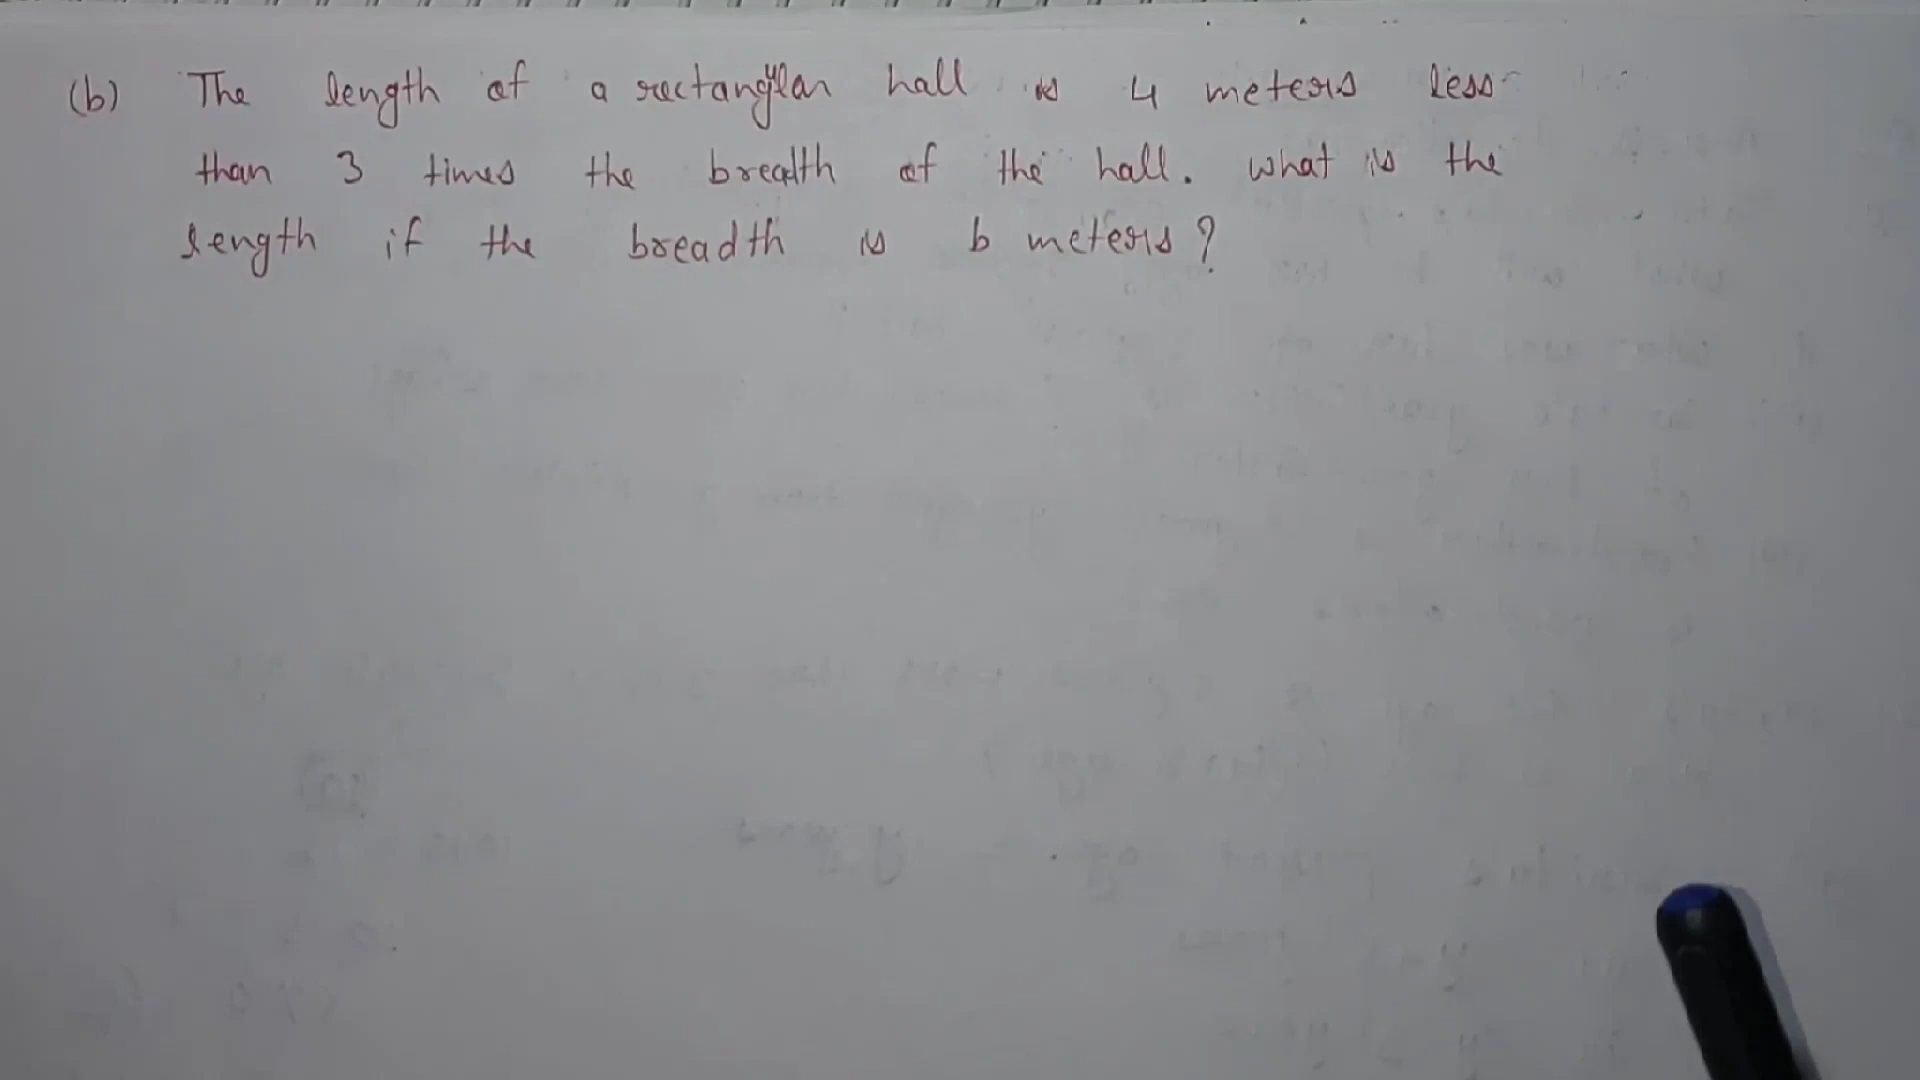 (b) The length of a rectangular hall is 4 meters less
than 3 times the breadth of the hall. what is the
length if the breadth is b meters?